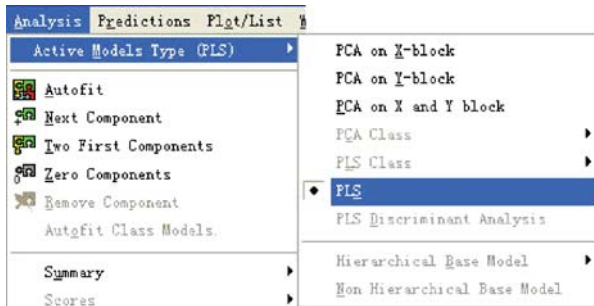 Analysis Predictions Plot/List
Active Models Type (PLS)
Autofit
Next Component
Two First Components
Zero Components
Remove Component
Autofit Class Models.
Summary
Scores
PCA on X-block
PCA on Y-block
PCA on X and Y block
PCA Class
PLS Class
PLS
PLS Discriminant Analysis
Hierarchical Base Model
Non Hierarchical Base Model